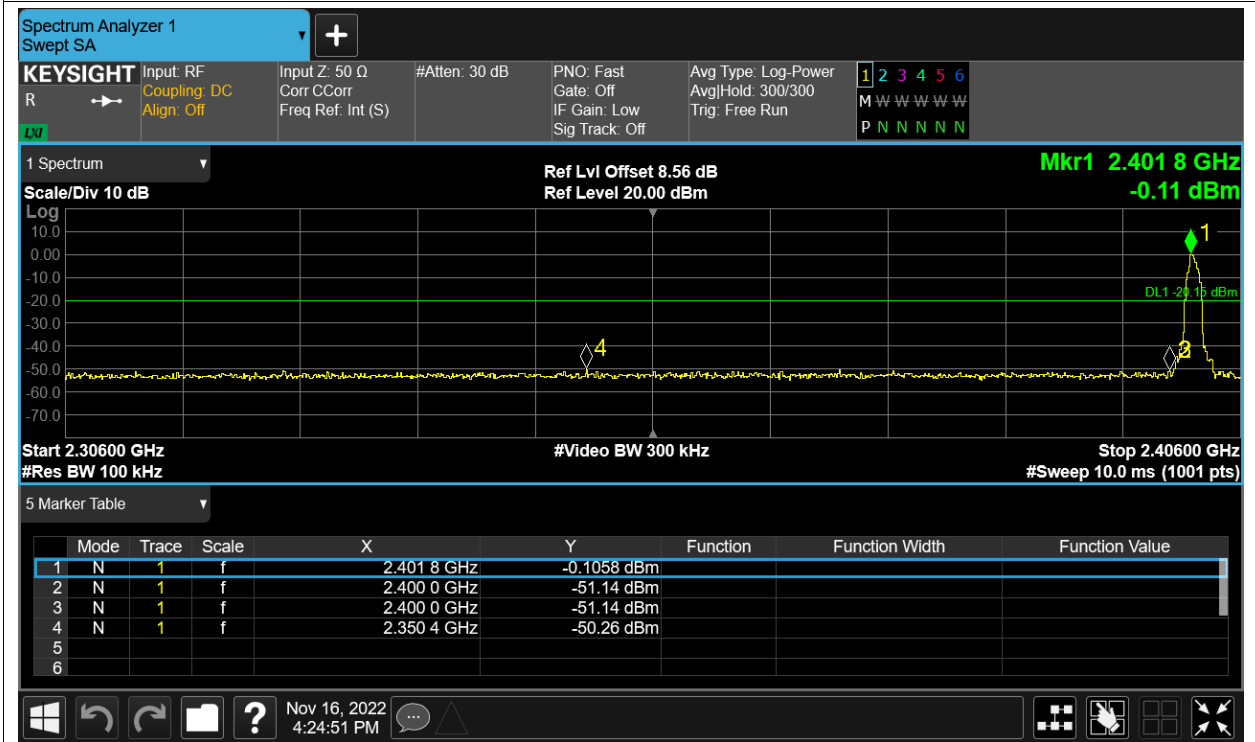 Spectrum Analyzer 1
Swept SA
KEYSIGHT
R
LXI
Input: RF
Coupling: DC
Align: Off
Input Z: 50 Ω
Corr CCorr
Freq Ref: Int (S)
#Atten: 30 dB
PNO: Fast
Gate: Off
IF Gain: Low
Sig Track: Off
Avg Type: Log-Power
Avg|Hold: 300/300
Trig: Free Run
1 2 3 4 5 6
M W W W W W
P N N N N N
1 Spectrum
Scale/Div 10 dB
Ref Lvl Offset 8.56 dB
Ref Level 20.00 dBm
Mkr1 2.401 8 GHz
-0.11 dBm
Log
10.0
0.00
-10.0
-20.0
-30.0
-40.0
-50.0
-60.0
-70.0
1
DL1 -20.15 dBm
4
Start 2.30600 GHz
#Video BW 300 kHz
Stop 2.40600 GHz
#Res BW 100 kHz
#Sweep 10.0 ms (1001 pts)
5 Marker Table
Mode Trace Scale X Y Function Function Width Function Value
1 N 1 f 2.401 8 GHz -0.1058 dBm
2 N 1 f 2.400 0 GHz -51.14 dBm
3 N 1 f 2.400 0 GHz -51.14 dBm
4 N 1 f 2.350 4 GHz -50.26 dBm
5
6
?
Nov 16, 2022
4:24:51 PM